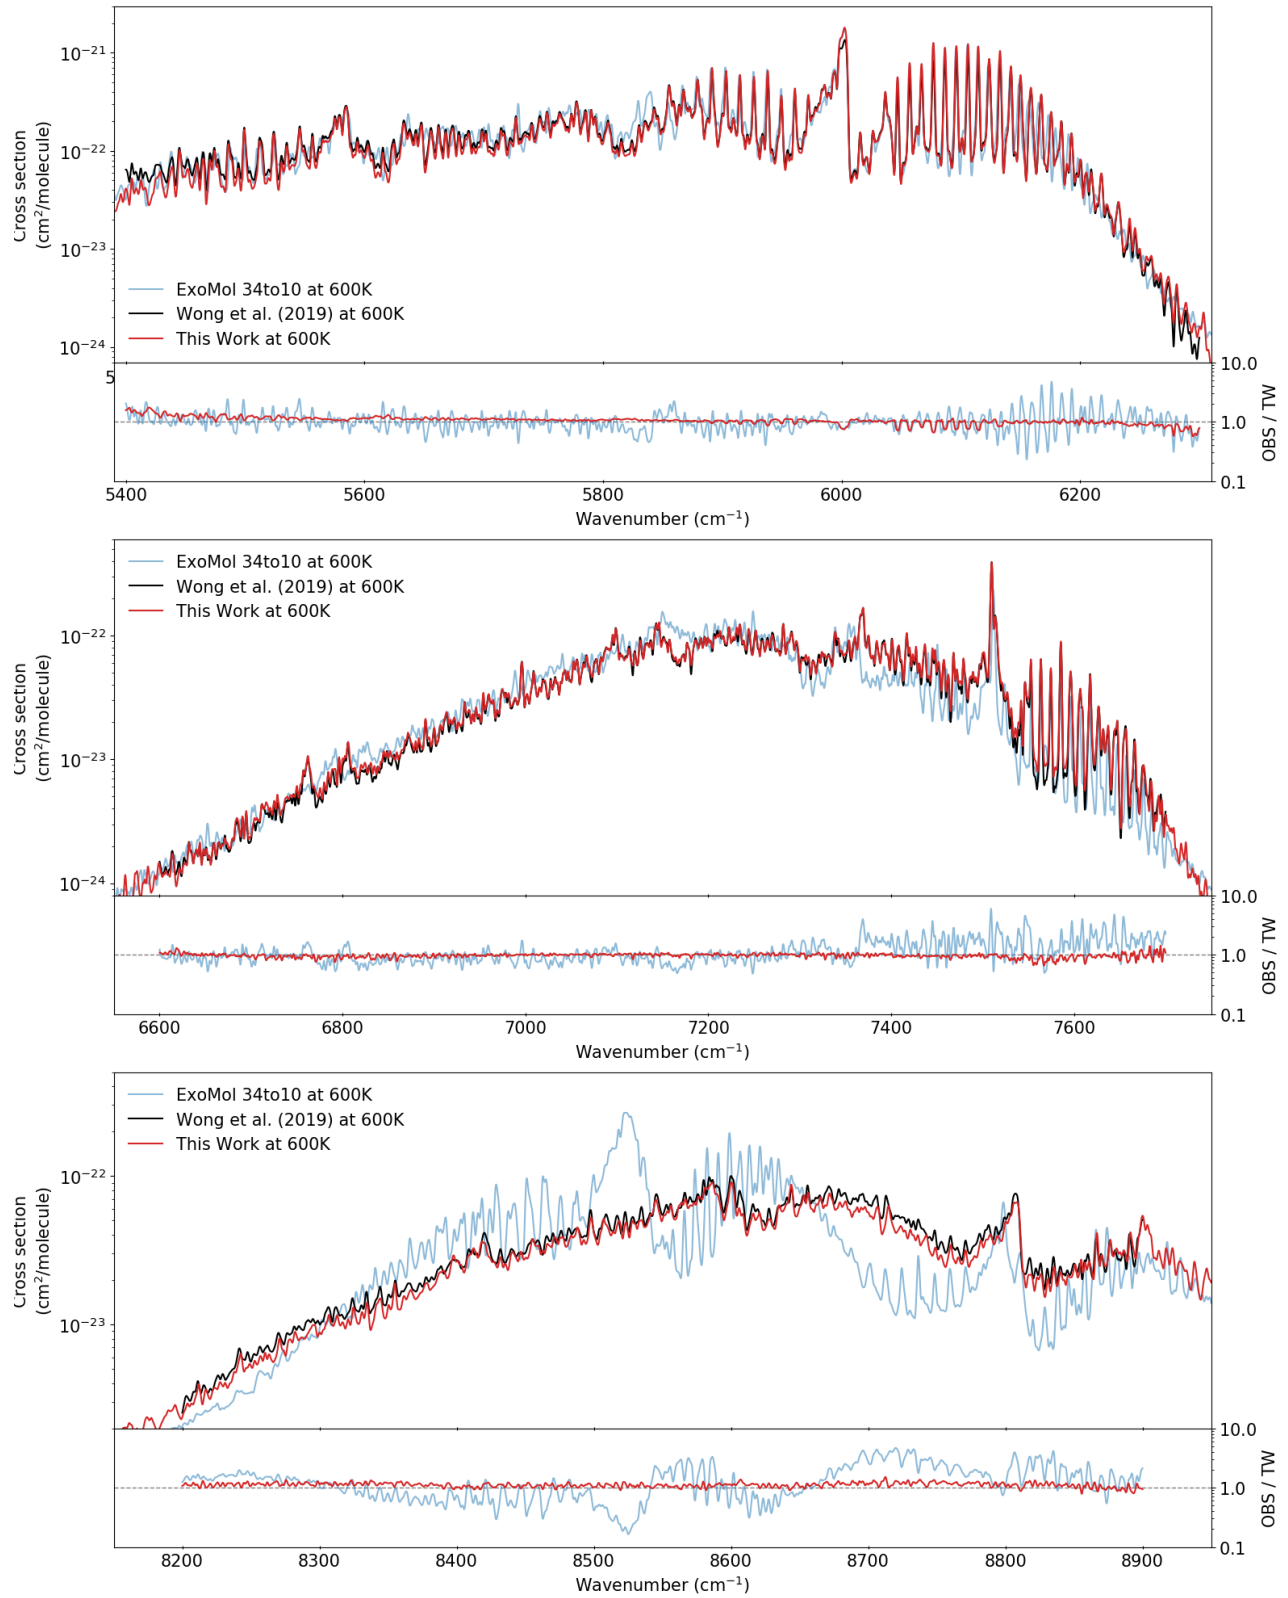 Cross section
(cm²/molecule)
10⁻²¹
10⁻²²
10⁻²³
10⁻²⁴
ExoMol 34to10 at 600K
Wong et al. (2019) at 600K
This Work at 600K
5
10.0
1.0
0.1
OBS / TW
5400 5600 5800 6000 6200
Wavenumber (cm⁻¹)
Cross section
(cm²/molecule)
10⁻²²
10⁻²³
10⁻²⁴
ExoMol 34to10 at 600K
Wong et al. (2019) at 600K
This Work at 600K
10.0
1.0
0.1
OBS / TW
6600 6800 7000 7200 7400 7600
Wavenumber (cm⁻¹)
Cross section
(cm²/molecule)
10⁻²²
10⁻²³
ExoMol 34to10 at 600K
Wong et al. (2019) at 600K
This Work at 600K
10.0
1.0
0.1
OBS / TW
8200 8300 8400 8500 8600 8700 8800 8900
Wavenumber (cm⁻¹)